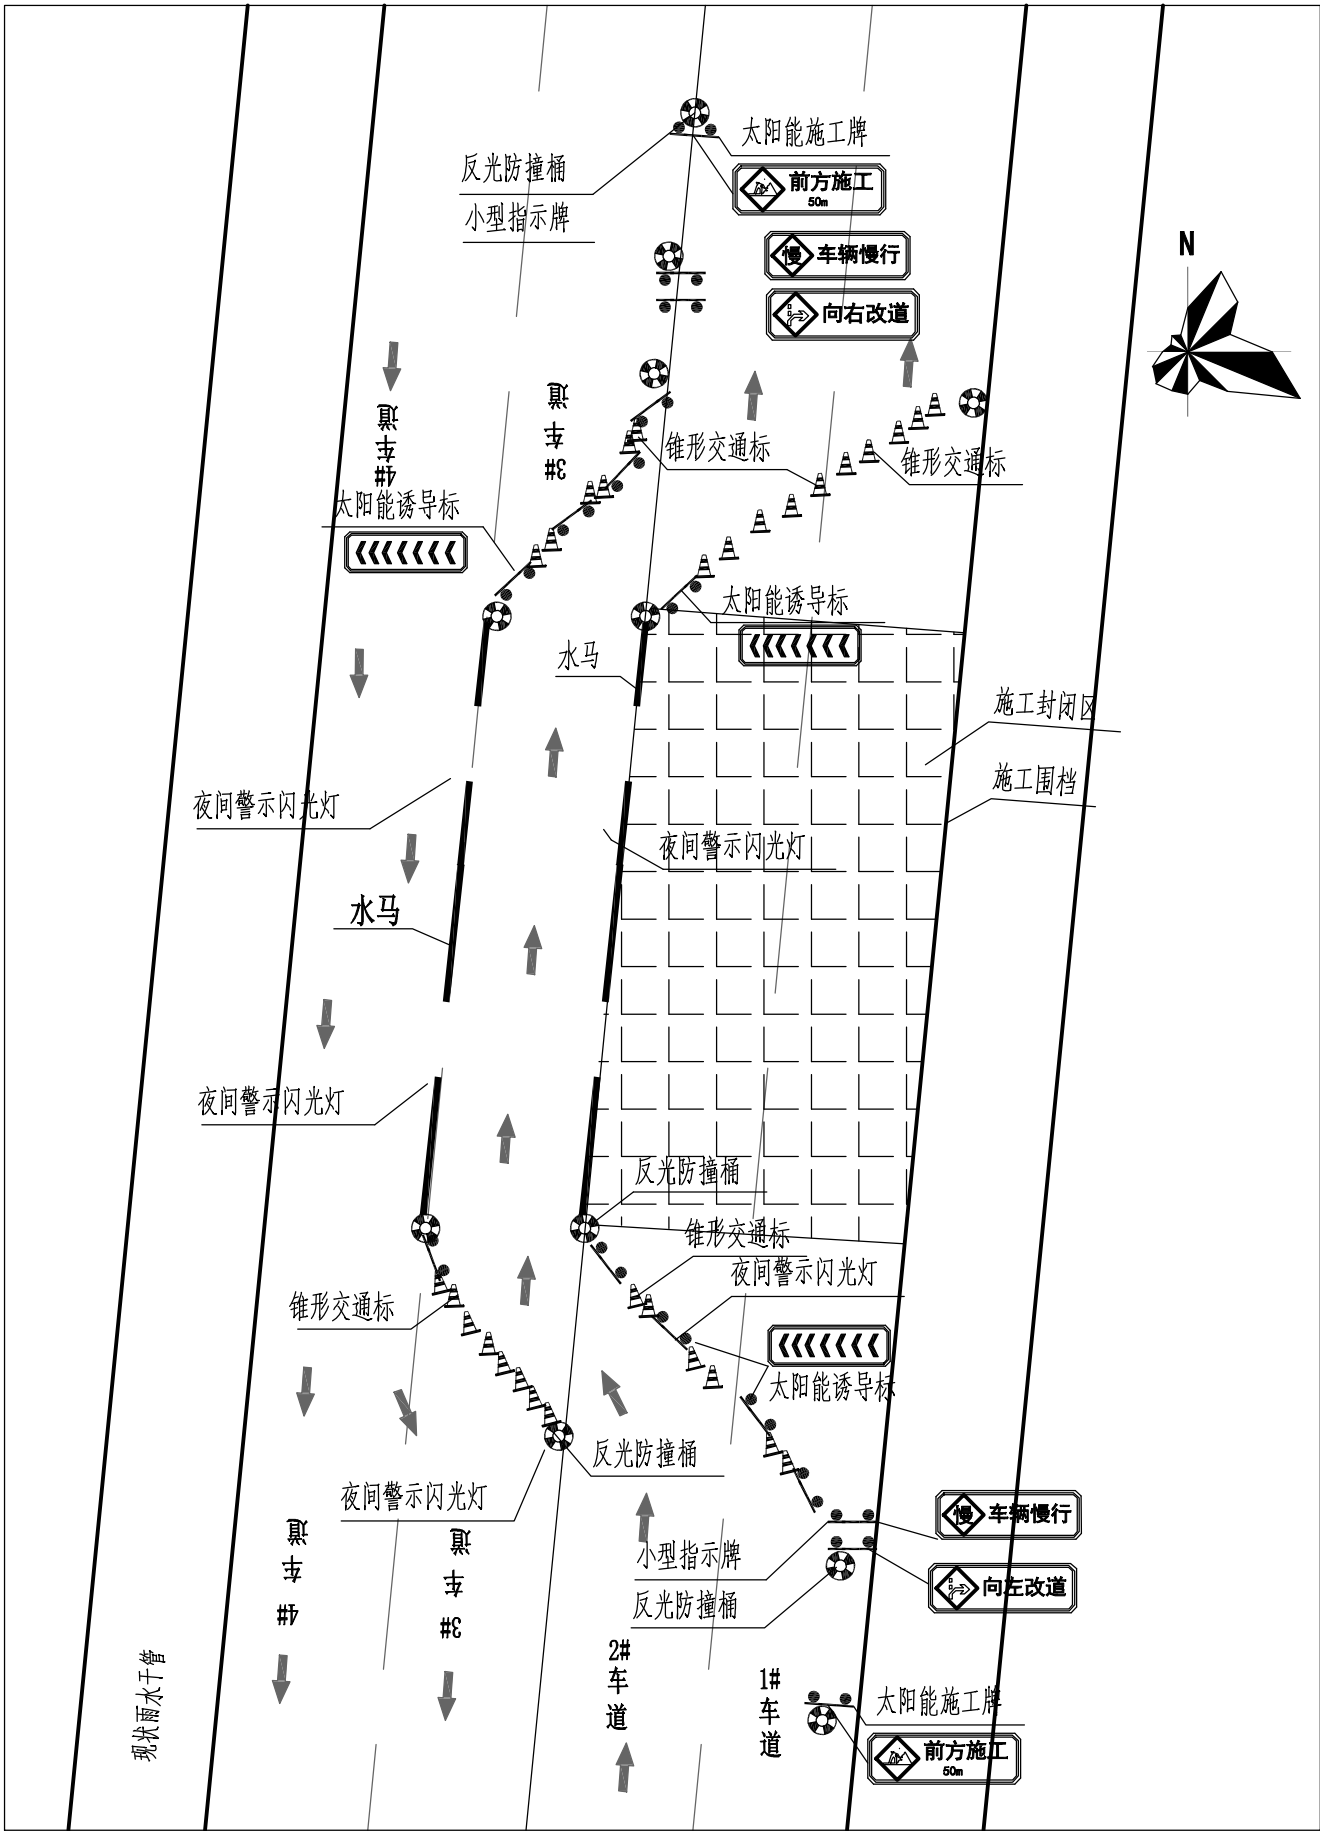 太阳能施工牌
反光防撞桶
前方施工
50m
小型指示牌
N
慢 车辆慢行
向右改道
4#车道
3#车道
锥形交通标
锥形交通标
太阳能诱导标
太阳能诱导标
水马
施工封闭区
施工围档
夜间警示闪光灯
夜间警示闪光灯
水马
夜间警示闪光灯
反光防撞桶
锥形交通标
夜间警示闪光灯
锥形交通标
太阳能诱导标
反光防撞桶
夜间警示闪光灯
慢 车辆慢行
4#车道
3#车道
小型指示牌
向左改道
反光防撞桶
2#车道
1#车道
现状雨水干管
太阳能施工牌
前方施工
50m